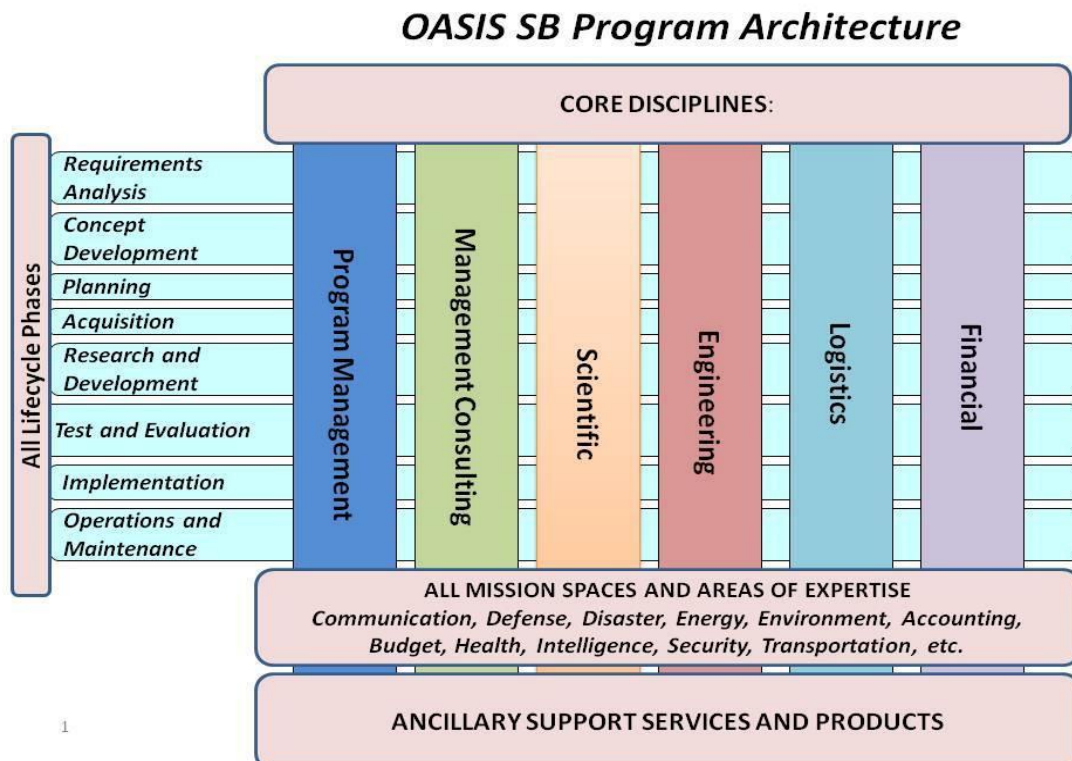 OASIS SB Program Architecture
CORE DISCIPLINES:
All Lifecycle Phases
Requirements
Analysis
Concept
Development
Planning
Acquisition
Research and
Development
Test and Evaluation
Implementation
Operations and
Maintenance
Program Management
Management Consulting
Scientific
Engineering
Logistics
Financial
ALL MISSION SPACES AND AREAS OF EXPERTISE
Communication, Defense, Disaster, Energy, Environment, Accounting,
Budget, Health, Intelligence, Security, Transportation, etc.
ANCILLARY SUPPORT SERVICES AND PRODUCTS
1